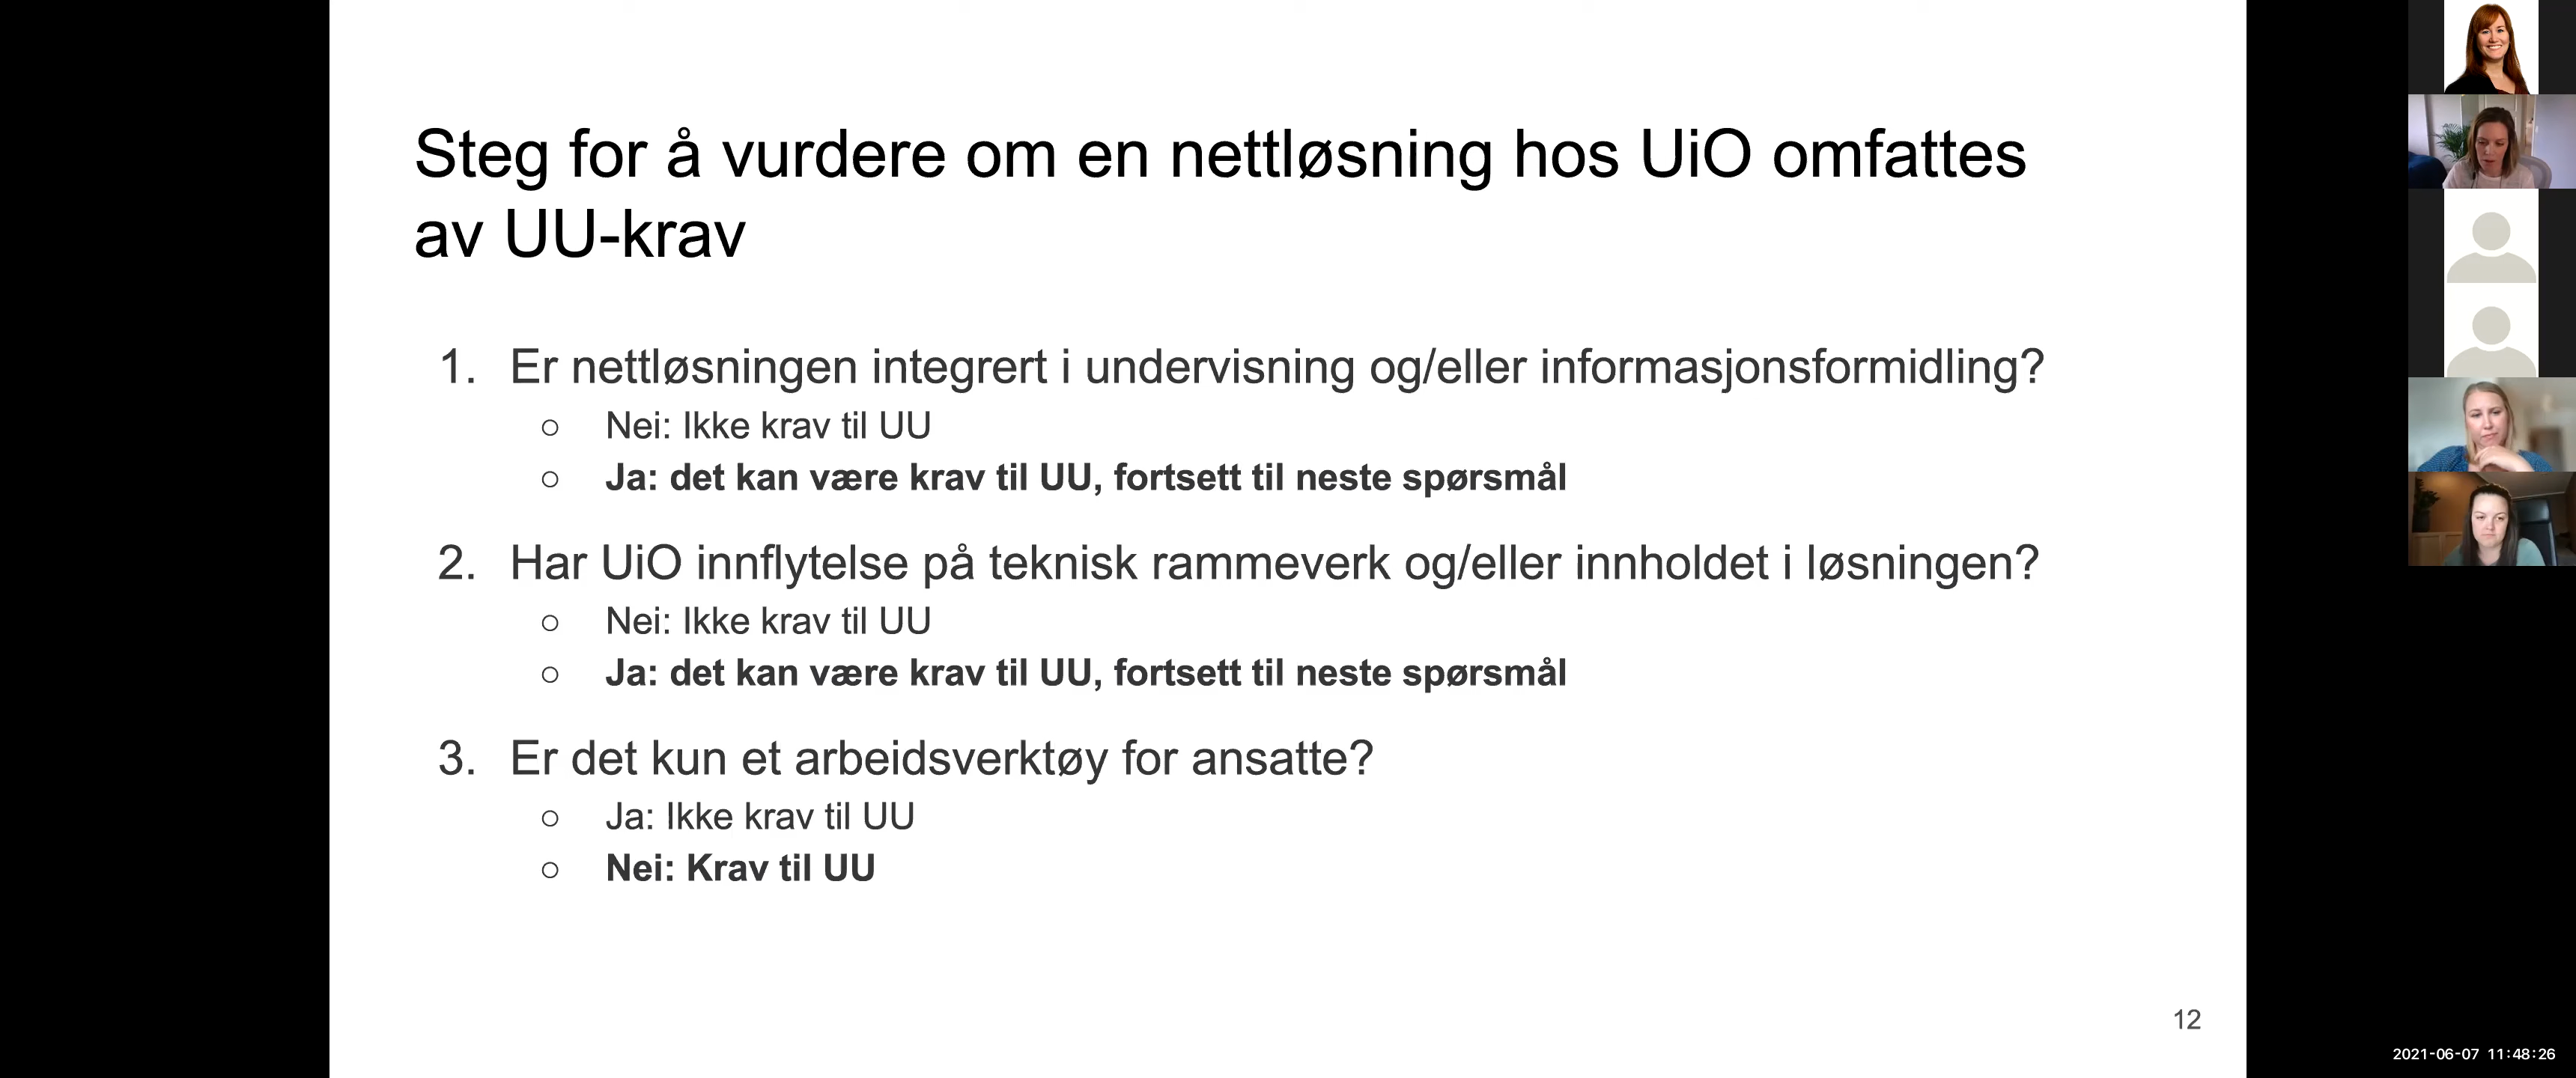 Steg for å vurdere om en nettløsning hos UiO omfattes
av UU-krav
1. Er nettløsningen integrert i undervisning og/eller informasjonsformidling?
○ Nei: Ikke krav til UU
○ Ja: det kan være krav til UU, fortsett til neste spørsmål
2. Har UiO innflytelse på teknisk rammeverk og/eller innholdet i løsningen?
○ Nei: Ikke krav til UU
○ Ja: det kan være krav til UU, fortsett til neste spørsmål
3. Er det kun et arbeidsverktøy for ansatte?
○ Ja: Ikke krav til UU
○ Nei: Krav til UU
12
2021-06-07 11:48:26